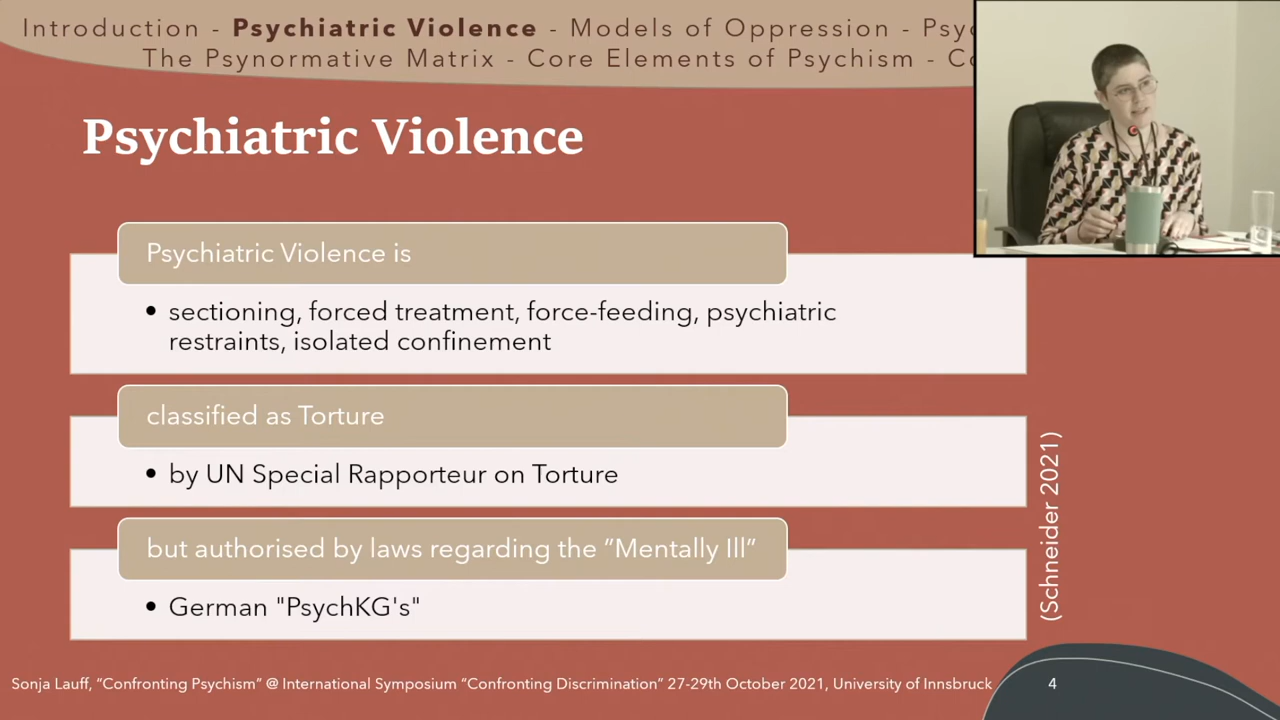 Introduction - Psychiatric Violence - Models of Oppression -
The Psynormative Matrix - Core Elements of Psychism -
Psychiatric Violence
Psychiatric Violence is
• sectioning, forced treatment, force-feeding, psychiatric
restraints, isolated confinement
classified as Torture
• by UN Special Rapporteur on Torture
but authorised by laws regarding the ”Mentally Ill”
• German "PsychKG's"
(Schneider 2021)
Sonja Lauff, “Confronting Psychism” @ International Symposium “Confronting Discrimination” 27-29th October 2021, University of Innsbruck
4